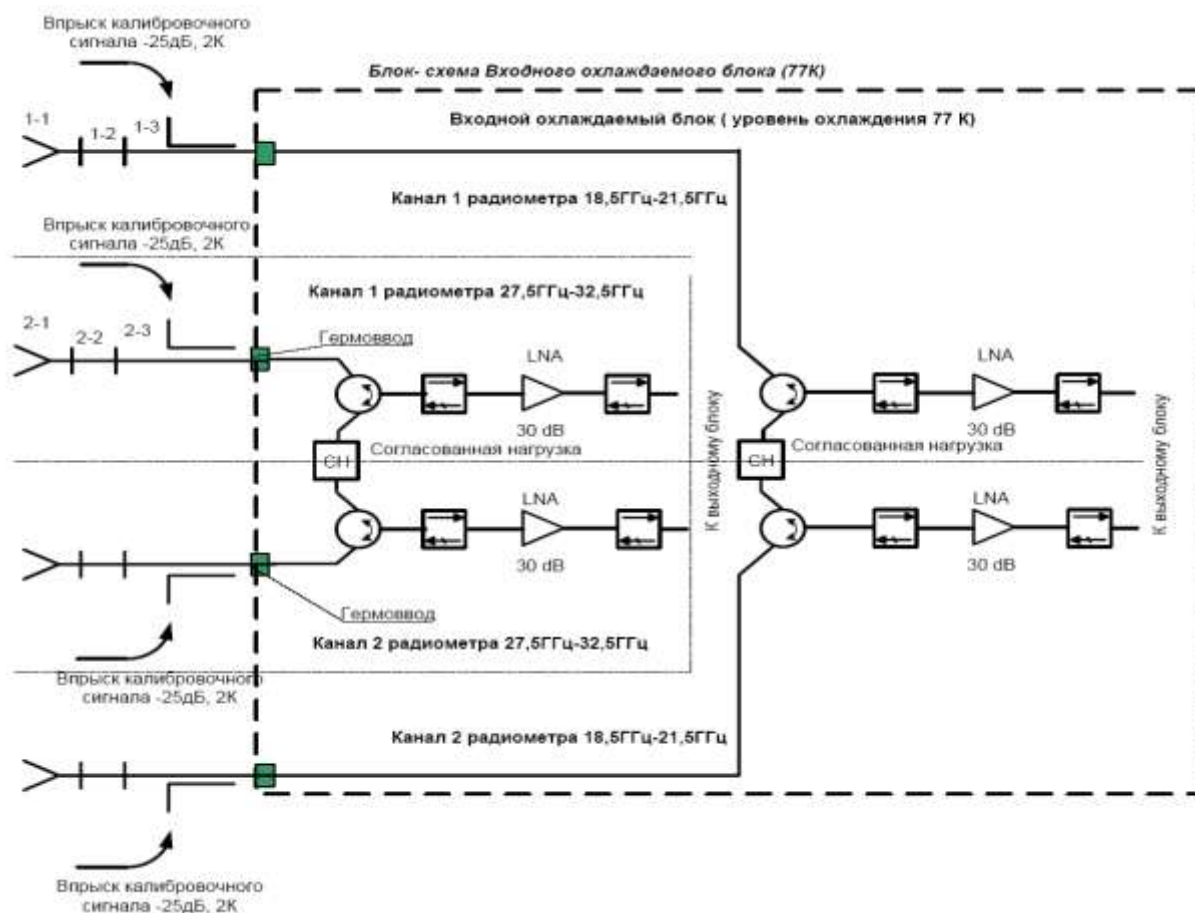 Впрыск калибровочного
сигнала -25дБ, 2К
Блок- схема Входного охлаждаемого блока (77К)
1-1
1-2
1-3
Входной охлаждаемый блок ( уровень охлаждения 77 К)
Канал 1 радиометра 18,5ГГц-21,5ГГц
Впрыск калибровочного
сигнала -25дБ, 2К
Канал 1 радиометра 27,5ГГц-32,5ГГц
2-1
2-2
2-3
Гермоввод
LNA
30 dB
LNA
30 dB
СН
Согласованная нагрузка
К выходному блоку
СН
Согласованная нагрузка
К выходному блоку
LNA
30 dB
LNA
30 dB
Гермоввод
Канал 2 радиометра 27,5ГГц-32,5ГГц
Впрыск калибровочного
сигнала -25дБ, 2К
Канал 2 радиометра 18,5ГГц-21,5ГГц
Впрыск калибровочного
сигнала -25дБ, 2К